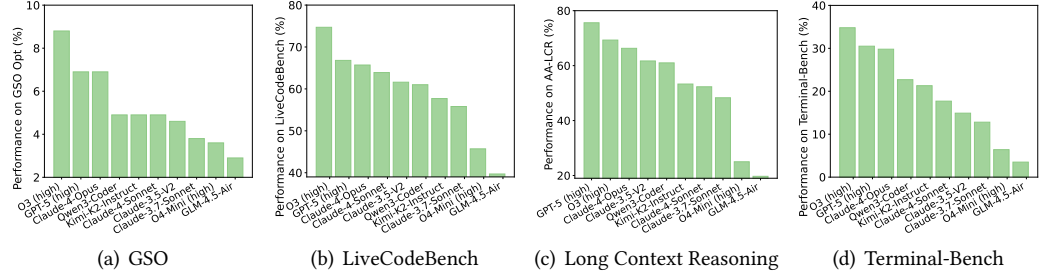 Performance on GSO Opt (%)
10
8
6
4
2
O3 (high)
GPT-5 (high)
Claude-4-Opus
Qwen3-Coder
Kimi-K2-Instruct
Claude-4-Sonnet
Claude-3.5-V2
Claude-3.7-Sonnet
O4-Mini (high)
GLM-4.5-Air
(a) GSO
Performance on LiveCodeBench (%)
80
70
60
50
40
O3 (high)
GPT-5 (high)
Claude-4-Opus
Claude-4-Sonnet
Claude-3.5-V2
Qwen3-Coder
Kimi-K2-Instruct
Claude-3.7-Sonnet
O4-Mini (high)
GLM-4.5-Air
(b) LiveCodeBench
Performance on AA-LCR (%)
80
60
40
20
GPT-5 (high)
O3 (high)
Claude-4-Opus
Claude-3.5-V2
Qwen3-Coder
Kimi-K2-Instruct
Claude-4-Sonnet
Claude-3.7-Sonnet
O4-Mini (high)
GLM-4.5-Air
(c) Long Context Reasoning
Performance on Terminal-Bench (%)
40
30
20
10
0
O3 (high)
GPT-5 (high)
Claude-4-Opus
Qwen3-Coder
Kimi-K2-Instruct
Claude-4-Sonnet
Claude-3.5-V2
Claude-3.7-Sonnet
O4-Mini (high)
GLM-4.5-Air
(d) Terminal-Bench